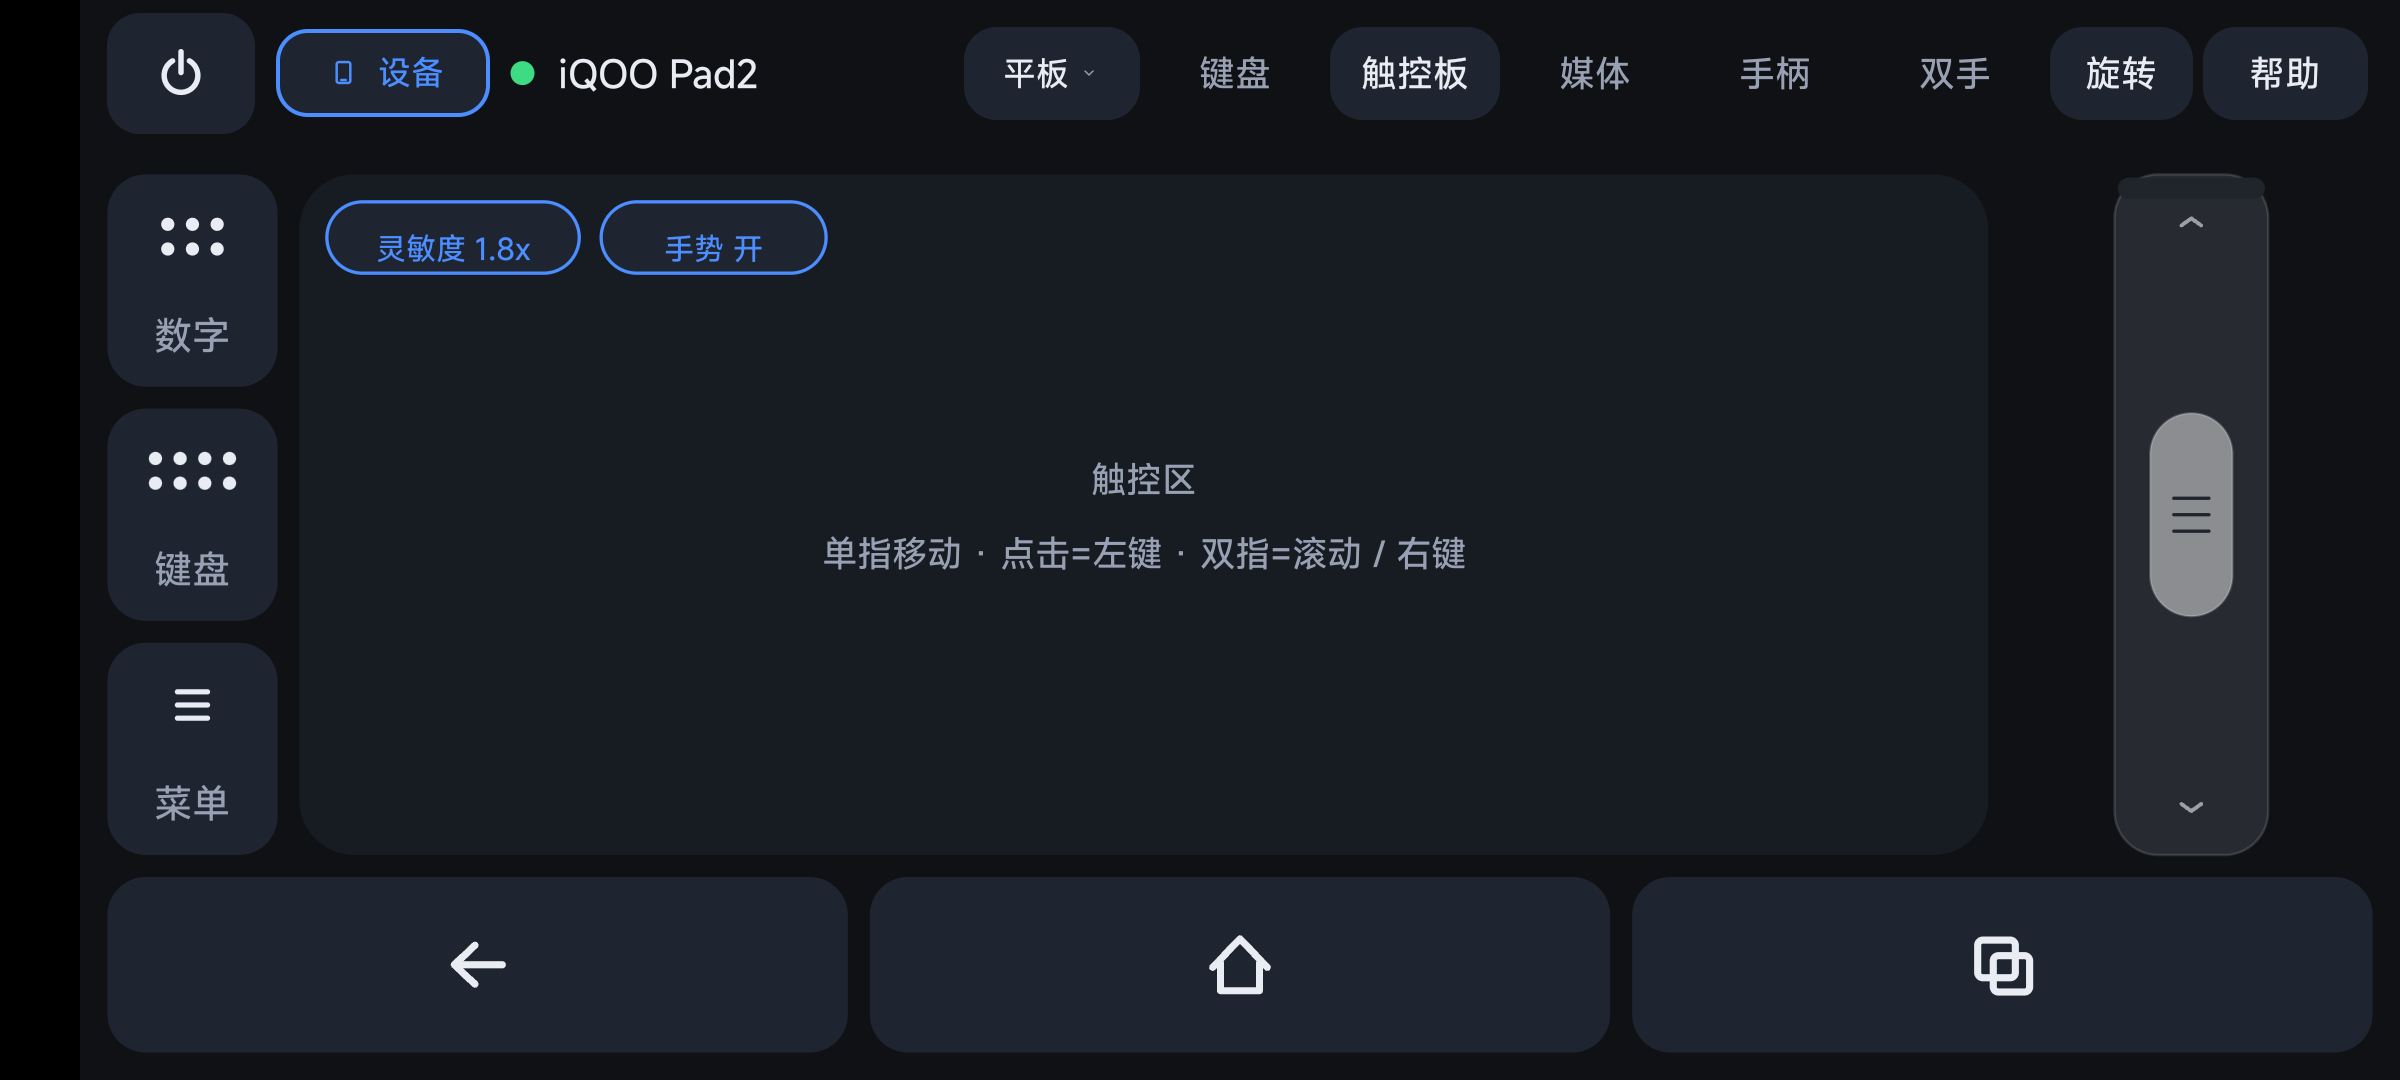 设备
iQOO Pad2
平板
键盘
触控板
媒体
手柄
双手
旋转
帮助
数字
键盘
菜单
灵敏度 1.8x
手势 开
触控区
单指移动 · 点击=左键 · 双指=滚动 / 右键